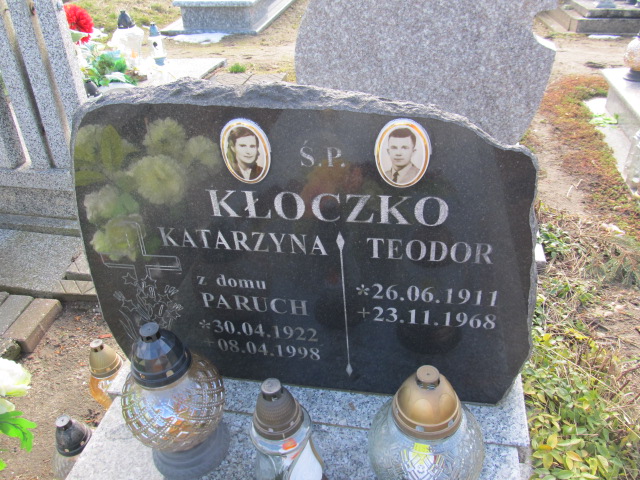 Ś.P.
KŁOCZKO
KATARZYNA
z domu
PARUCH
*30.04.1922
+08.04.1998
TEODOR
*26.06.1911
+23.11.1968